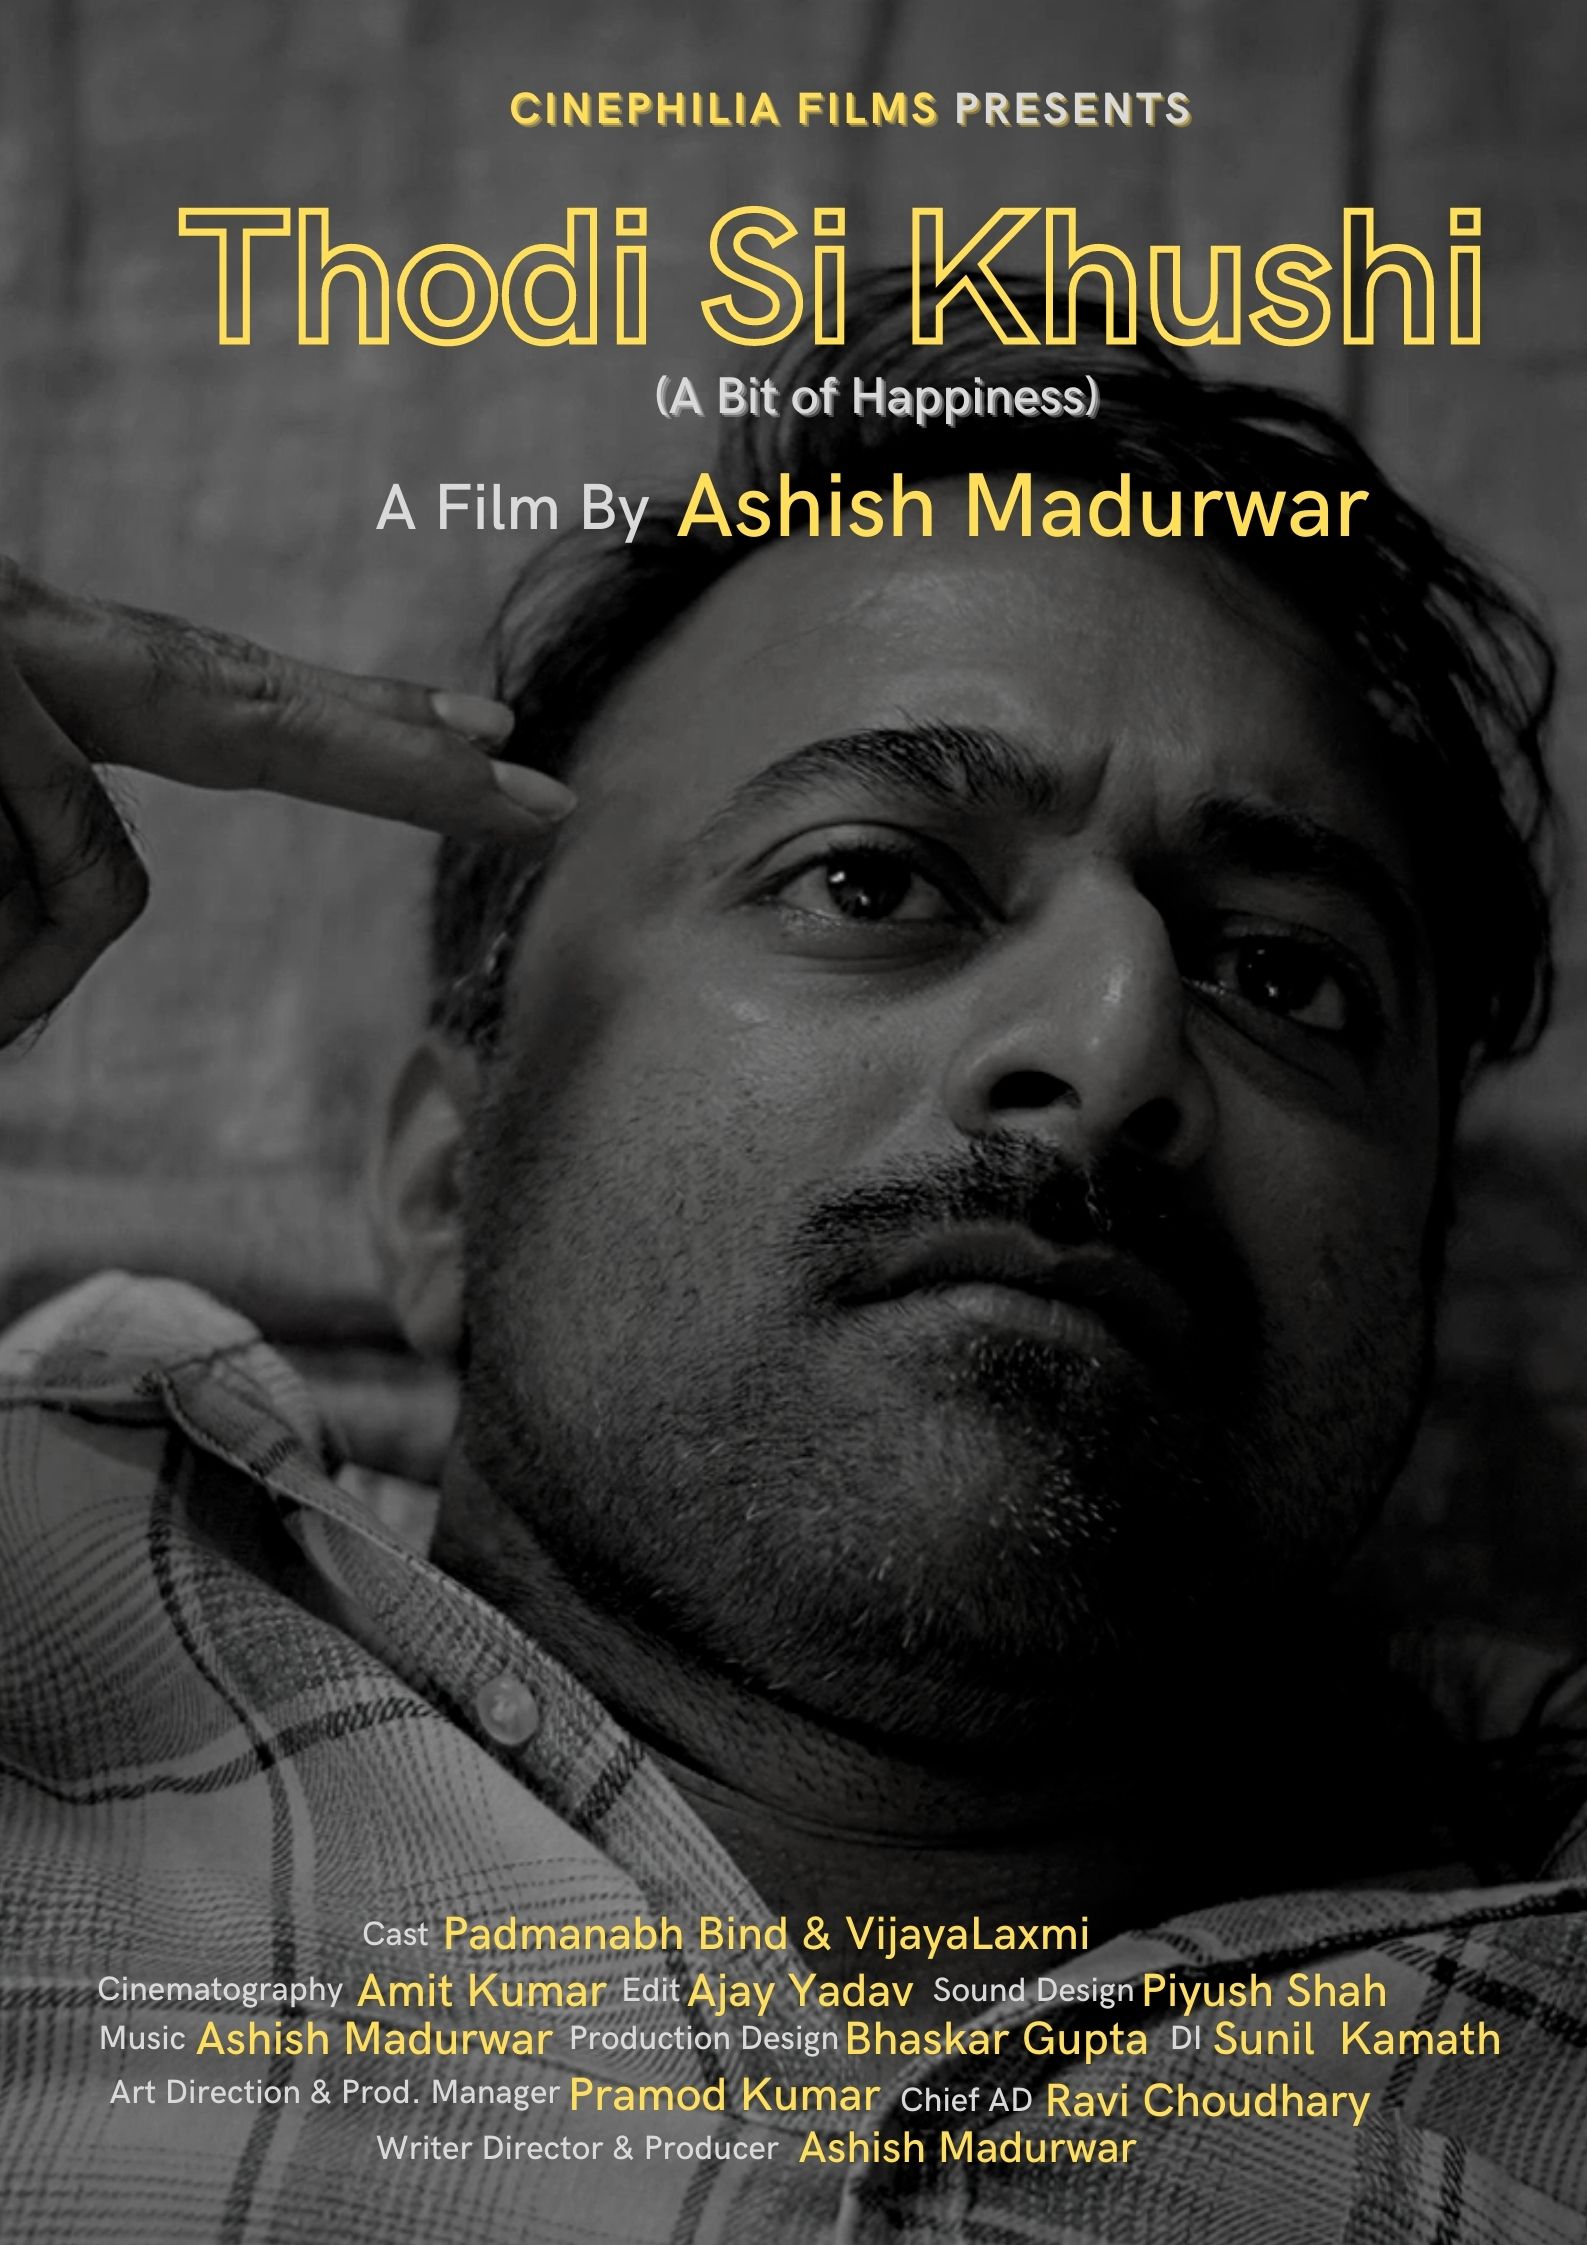 CINEPHILIA FILMS PRESENTS
Thodi Si Khushi
(A Bit of Happiness)
A Film By Ashish Madurwar
Cast Padmanabh Bind & VijayaLaxmi
Cinematography Amit Kumar Edit Ajay Yadav Sound Design Piyush Shah
Music Ashish Madurwar Production Design Bhaskar Gupta DI Sunil Kamath
Art Direction & Prod. Manager Pramod Kumar Chief AD Ravi Choudhary
Writer Director & Producer Ashish Madurwar